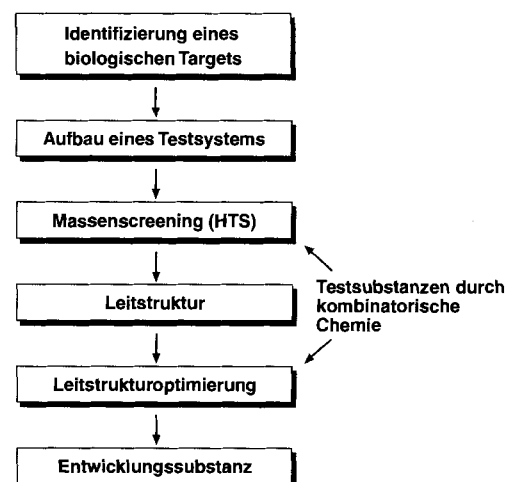 Identifizierung eines
biologischen Targets
Aufbau eines Testsystems
Massenscreening (HTS)
Testsubstanzen durch
kombinatorische
Chemie
Leitstruktur
Leitstrukturoptimierung
Entwicklungssubstanz